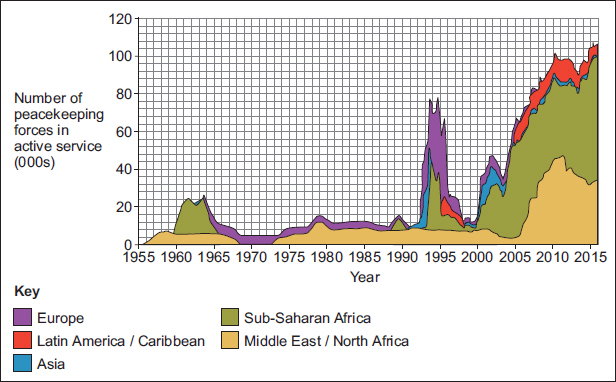 120
100
80
60
40
20
0
Number of
peacekeeping
forces in
active service
(000s)
1955 1960 1965 1970 1975 1980 1985 1990 1995 2000 2005 2010 2015
Year
Key
Europe
Sub-Saharan Africa
Latin America / Caribbean
Middle East / North Africa
Asia